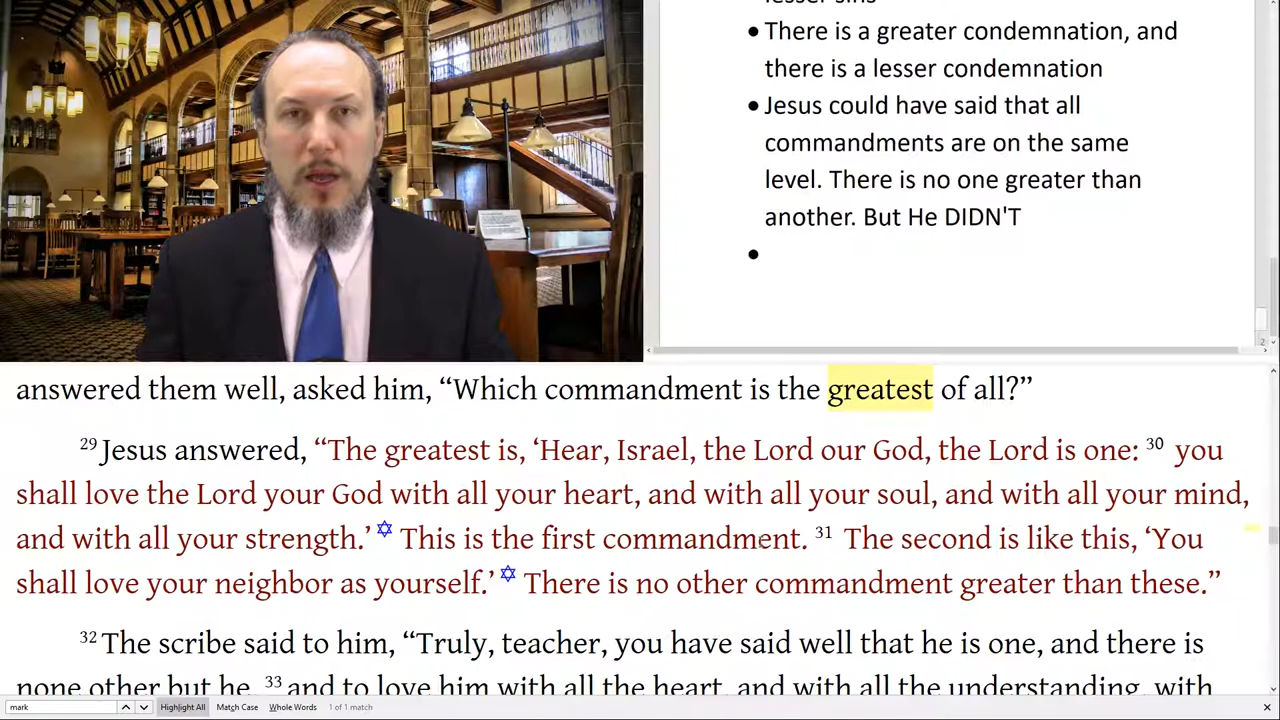 lesser sins
• There is a greater condemnation, and
there is a lesser condemnation
• Jesus could have said that all
commandments are on the same
level. There is no one greater than
another. But He DIDN'T
•
2
answered them well, asked him, “Which commandment is the greatest of all?”
29 Jesus answered, “The greatest is, ‘Hear, Israel, the Lord our God, the Lord is one: 30 you
shall love the Lord your God with all your heart, and with all your soul, and with all your mind,
and with all your strength.’✡ This is the first commandment. 31 The second is like this, ‘You
shall love your neighbor as yourself.’✡ There is no other commandment greater than these.”
32 The scribe said to him, “Truly, teacher, you have said well that he is one, and there is
none other but he, 33 and to love him with all the heart, and with all the understanding, with
mark Highlight All Match Case Whole Words 1 of 1 match